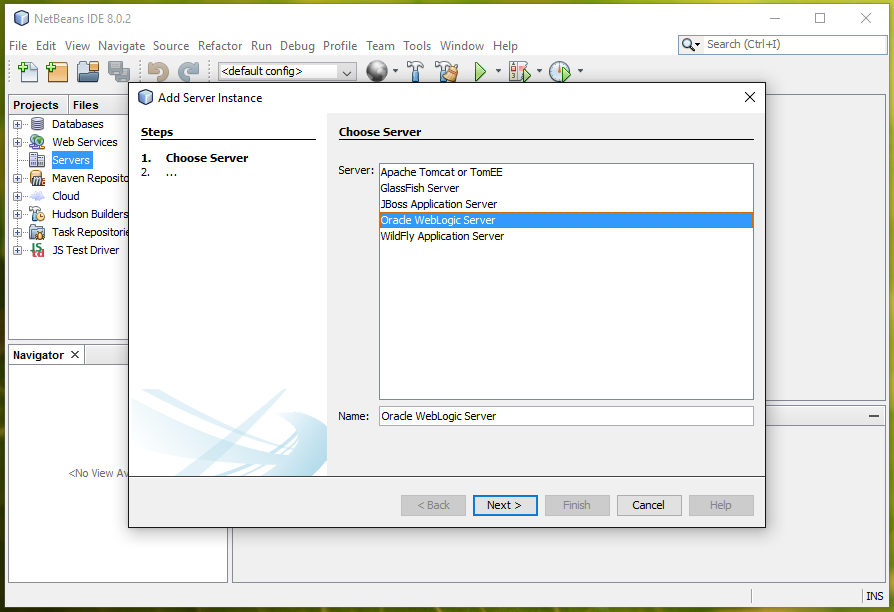 NetBeans IDE 8.0.2
File Edit View Navigate Source Refactor Run Debug Profile Team Tools Window Help
Search (Ctrl+I)
<default config>
Projects Files
Databases
Web Services
Servers
Maven Reposito
Cloud
Hudson Builders
Task Repositorie
JS Test Driver
Navigator
<No View Av
Add Server Instance
Steps
1. Choose Server
2. ...
Choose Server
Server:
Apache Tomcat or TomEE
GlassFish Server
JBoss Application Server
Oracle WebLogic Server
WildFly Application Server
Name: Oracle WebLogic Server
< Back Next > Finish Cancel Help
INS